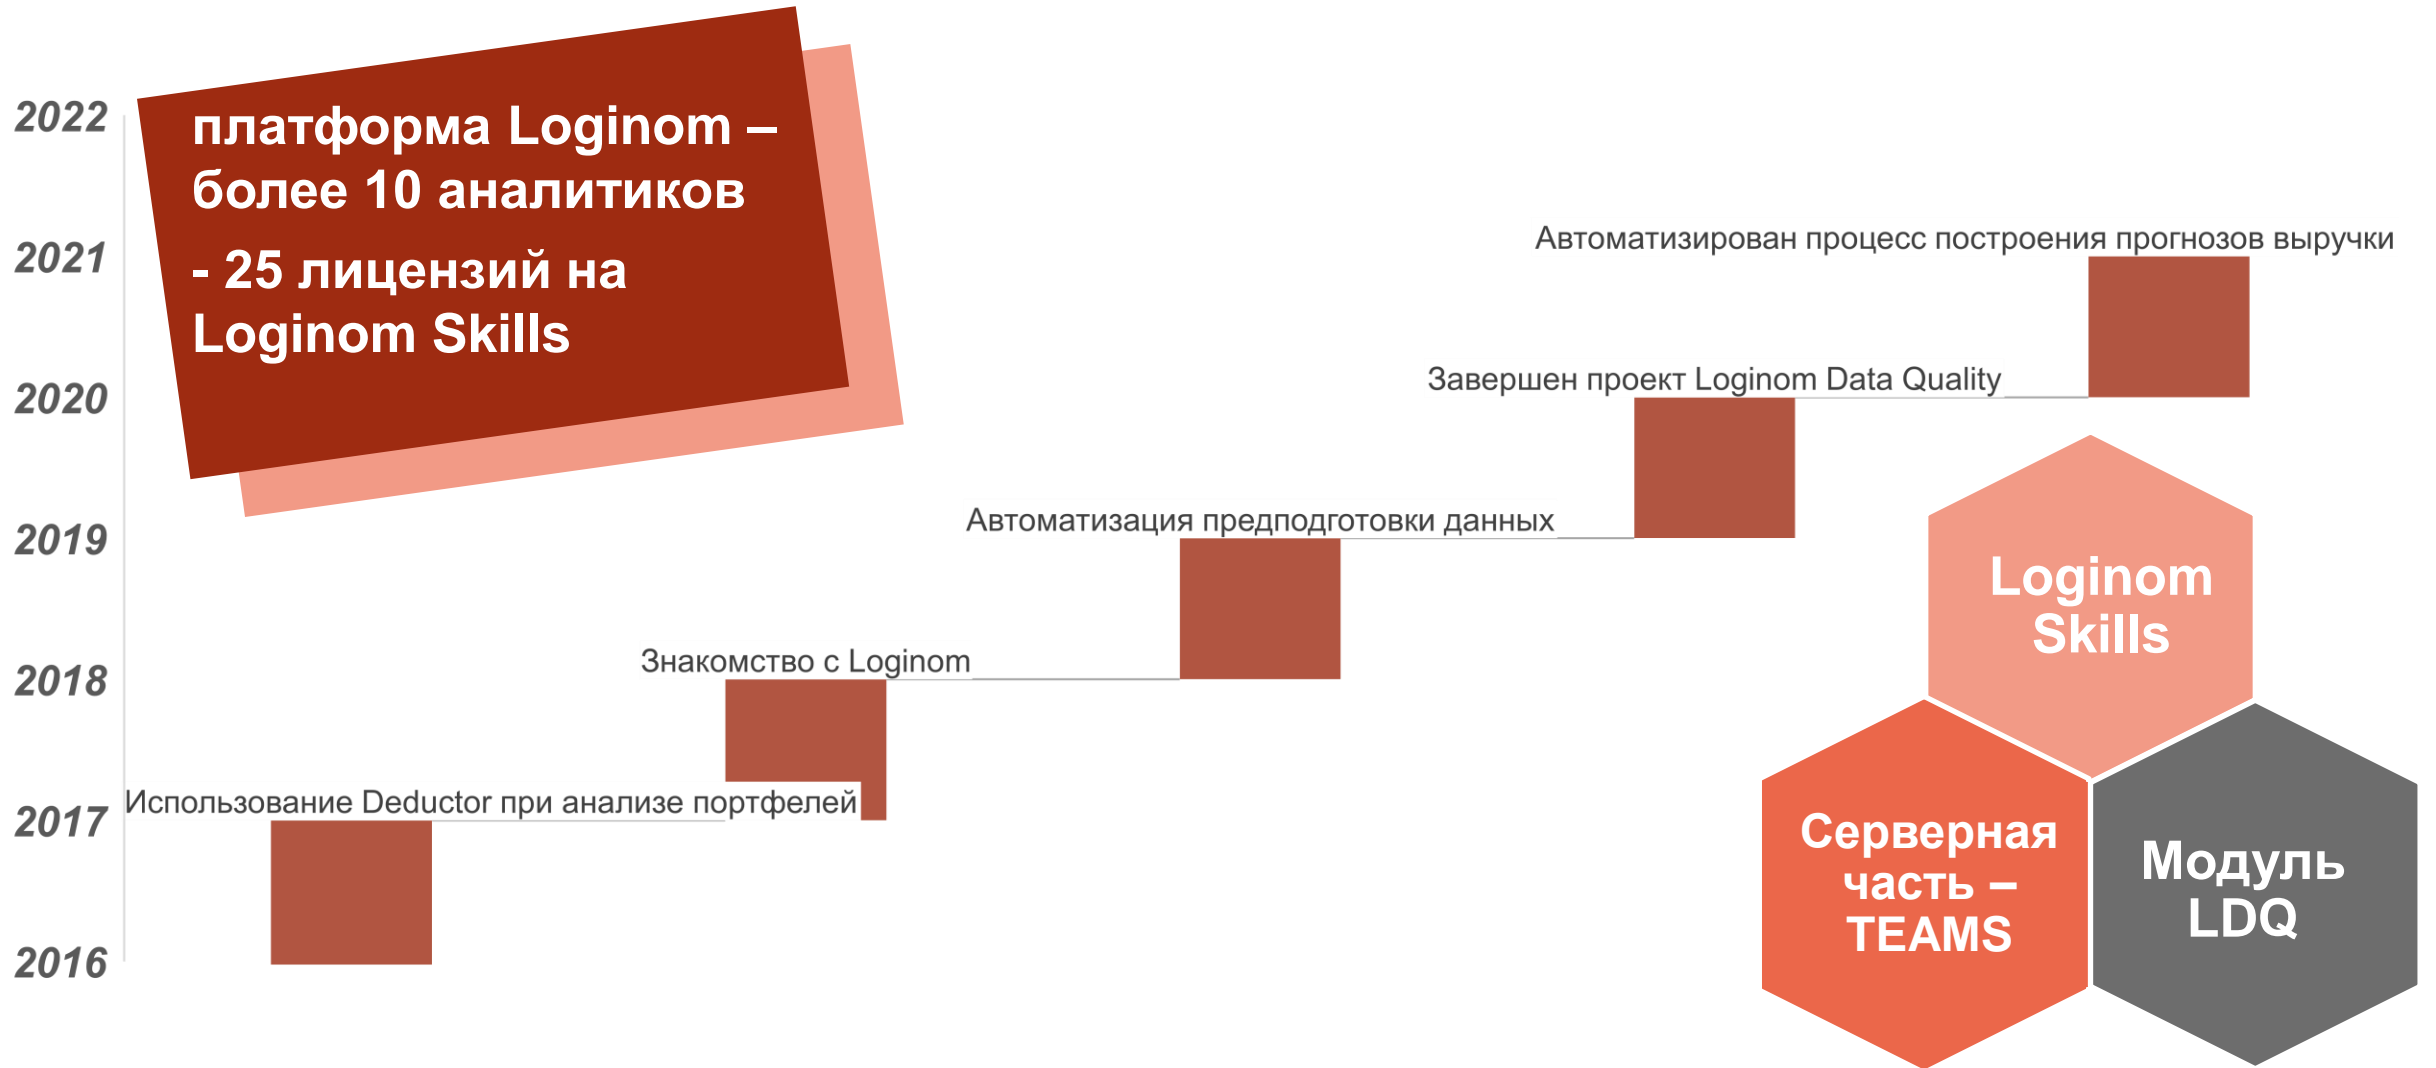 2022
платформа Loginom –
более 10 аналитиков
- 25 лицензий на
Loginom Skills
2021
Автоматизирован процесс построения прогнозов выручки
2020
Завершен проект Loginom Data Quality
2019
Автоматизация предподготовки данных
2018
Знакомство с Loginom
2017
Использование Deductor при анализе портфелей
2016
Loginom
Skills
Серверная
часть –
TEAMS
Модуль
LDQ